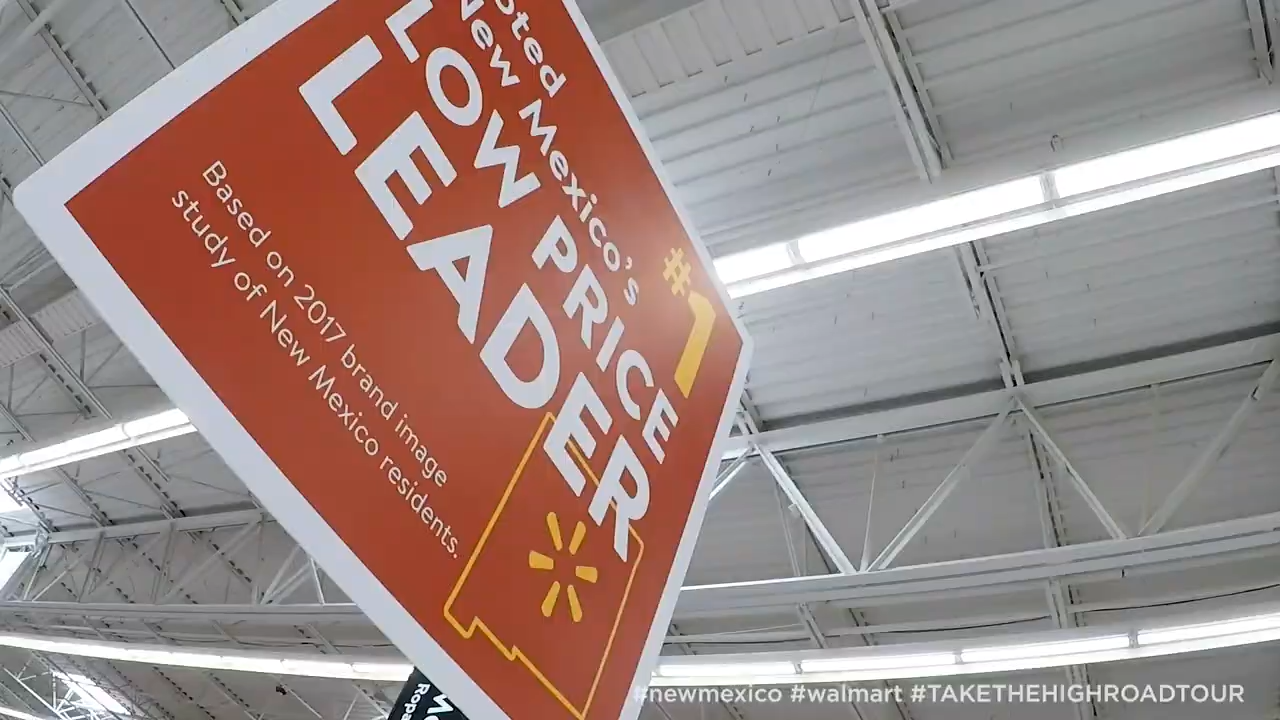 New Mexico's
#1
LOW PRICE
LEADER
Based on 2017 brand image
study of New Mexico residents.
#newmexico #walmart #TAKETHEHIGHROADTOUR